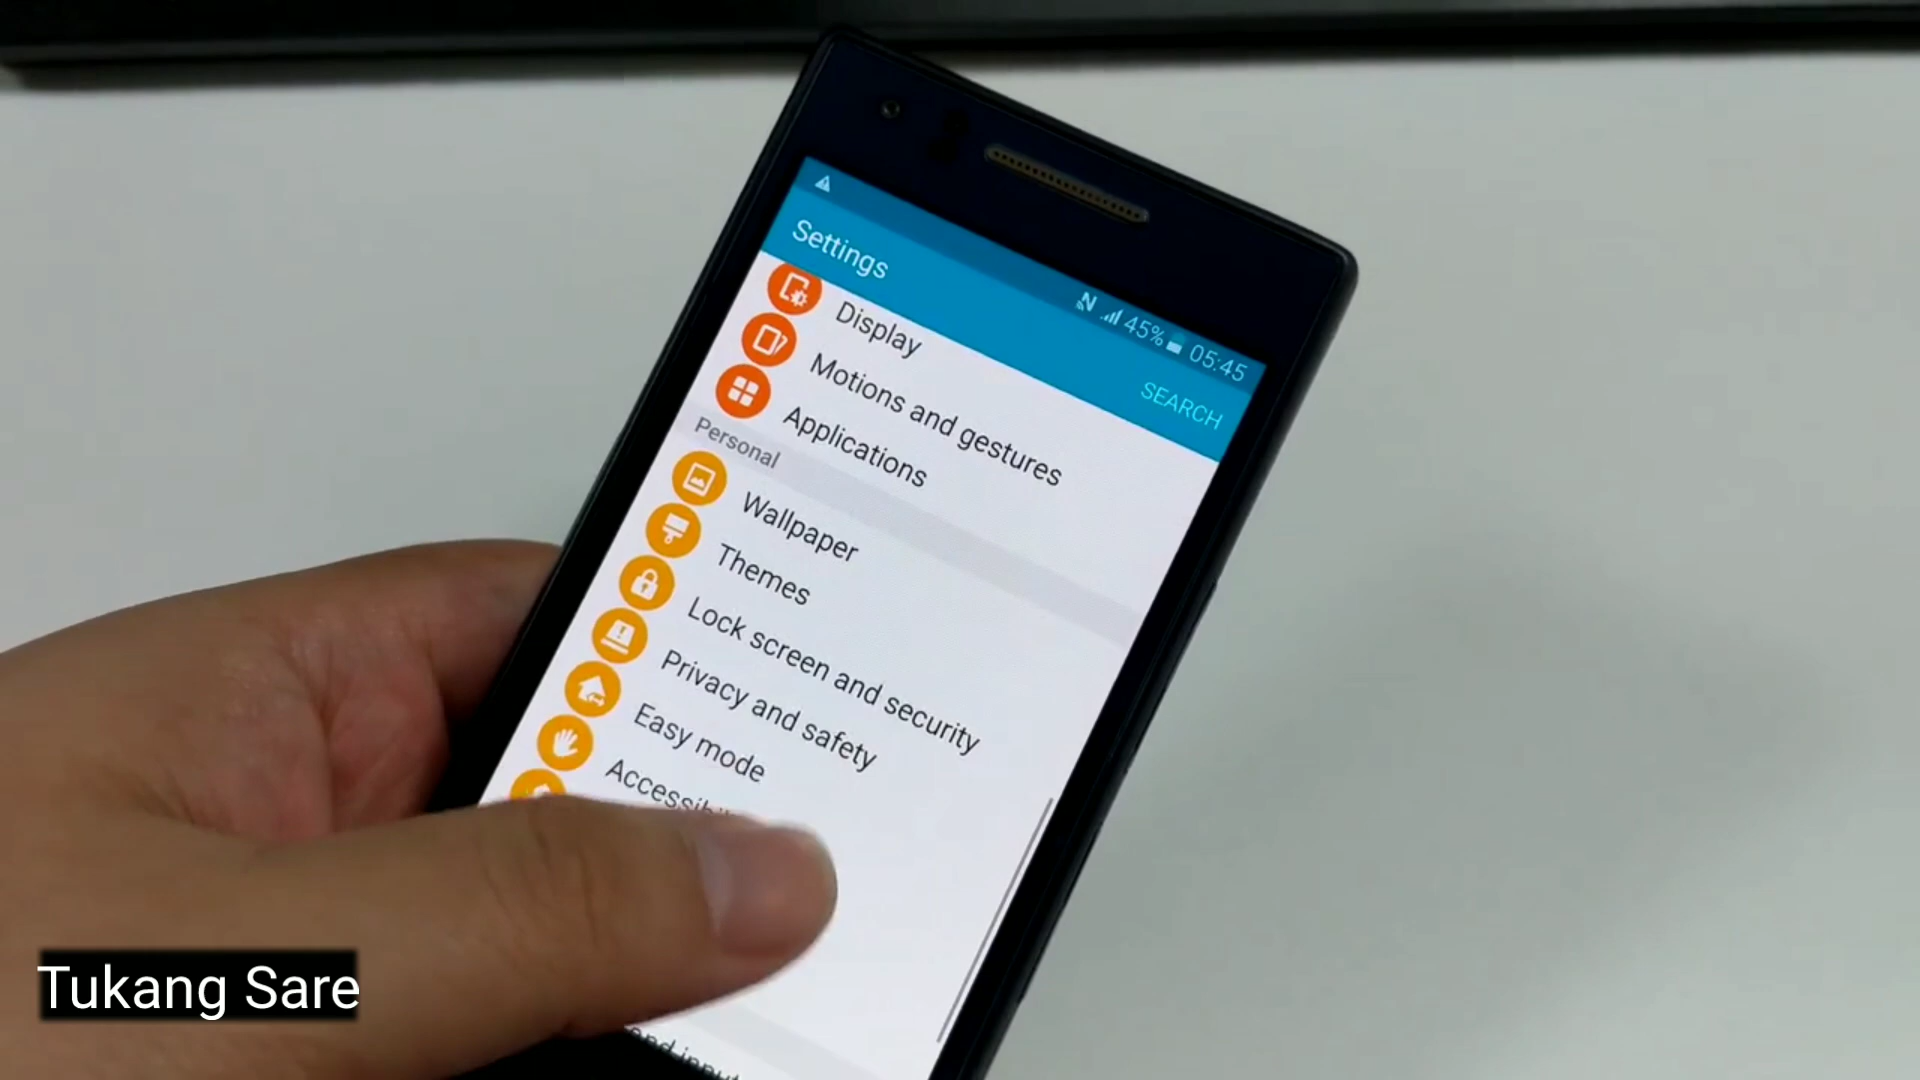 N 45% 05:45
Settings
SEARCH
Display
Motions and gestures
Applications
Personal
Wallpaper
Themes
Lock screen and security
Privacy and safety
Easy mode
Tukang Sare